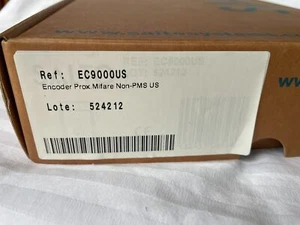 Ref: EC9000US
Encoder Prox.Mifare Non-PMS US
Lote: 524212